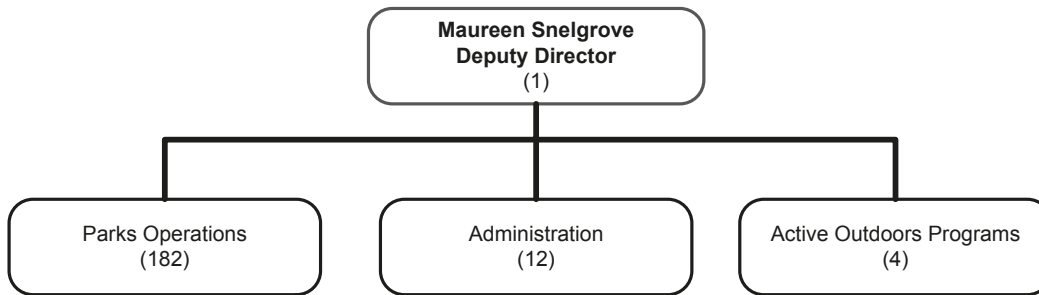 Maureen Snelgrove
Deputy Director
(1)
Parks Operations
(182)
Administration
(12)
Active Outdoors Programs
(4)